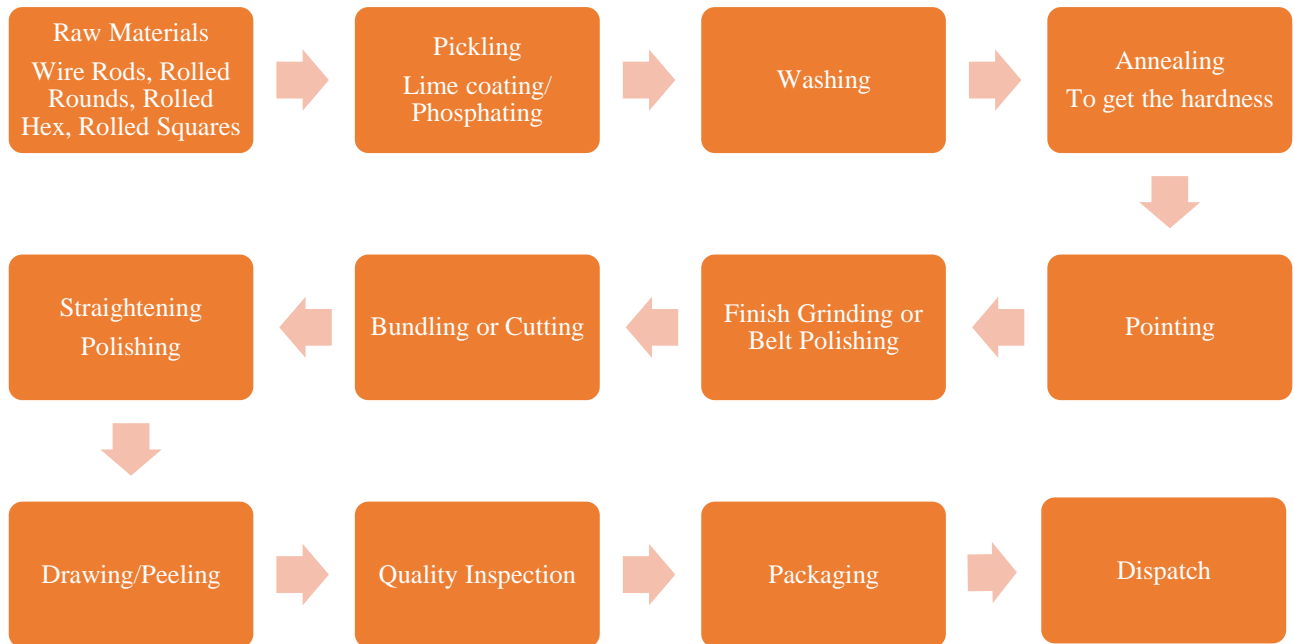 Raw Materials
Wire Rods, Rolled
Rounds, Rolled
Hex, Rolled Squares
Pickling
Lime coating/
Phosphating
Washing
Annealing
To get the hardness
Pointing
Finish Grinding or
Belt Polishing
Bundling or Cutting
Straightening
Polishing
Drawing/Peeling
Quality Inspection
Packaging
Dispatch